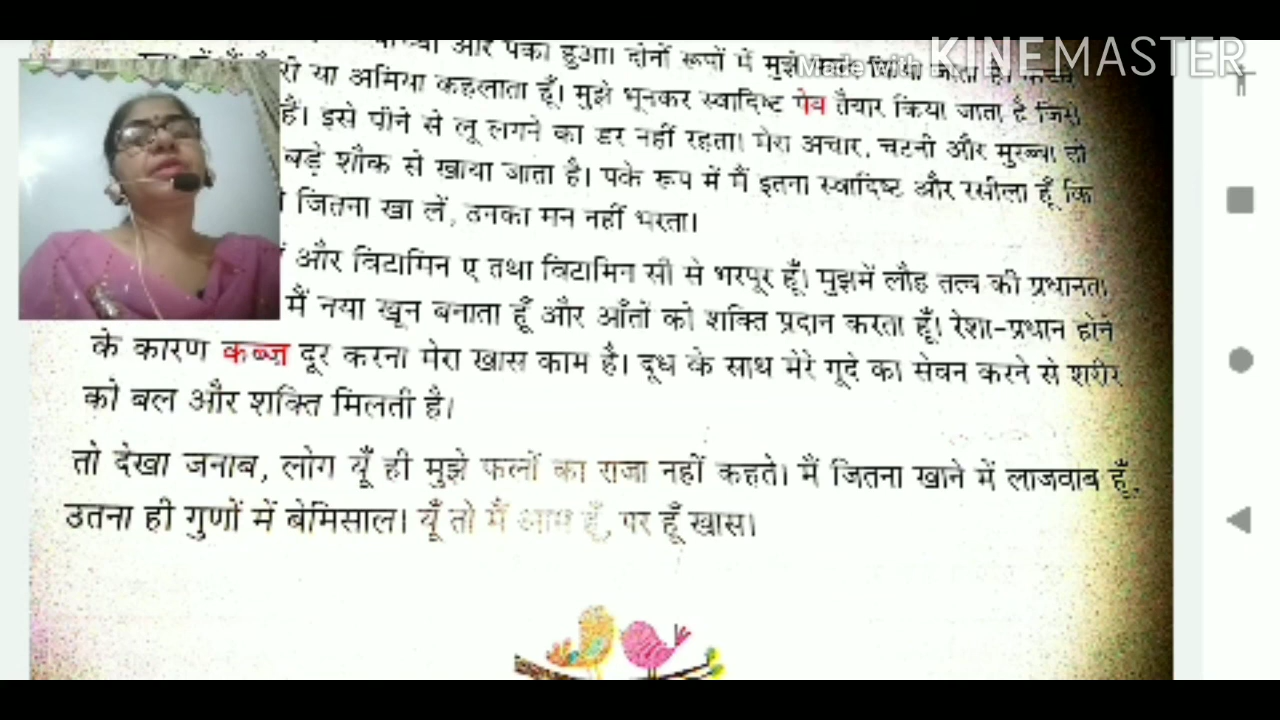 और पका हुआ। दोनों रूपों में मुझे
Made with KINEMASTER
या अमिया कहलाता हूँ। मुझे भूनकर स्वादिष्ट पेय तैयार किया जाता है जिसे
है। इसे पीने से लू लगने का डर नहीं रहता। मेरा अचार, चटनी और मुरब्बा तो
बड़े शौक से खाया जाता है। पके रूप में मैं इतना स्वादिष्ट और रसीला हूँ कि
जितना खा लें, उनका मन नहीं भरता।
और विटामिन ए तथा विटामिन सी से भरपूर हूँ। मुझमें लौह तत्व की प्रधानता
मैं नया खून बनाता हूँ और आँतों को शक्ति प्रदान करता हूँ। रेशा-प्रधान होने
के कारण कब्ज़ दूर करना मेरा खास काम है। दूध के साथ मेरे गूदे का सेवन करने से शरीर
को बल और शक्ति मिलती है।
तो देखा जनाब, लोग यूँ ही मुझे फलों का राजा नहीं कहते। मैं जितना खाने में लाजवाब हूँ,
उतना ही गुणों में बेमिसाल। यूँ तो मैं आम हूँ, पर हूँ खास।